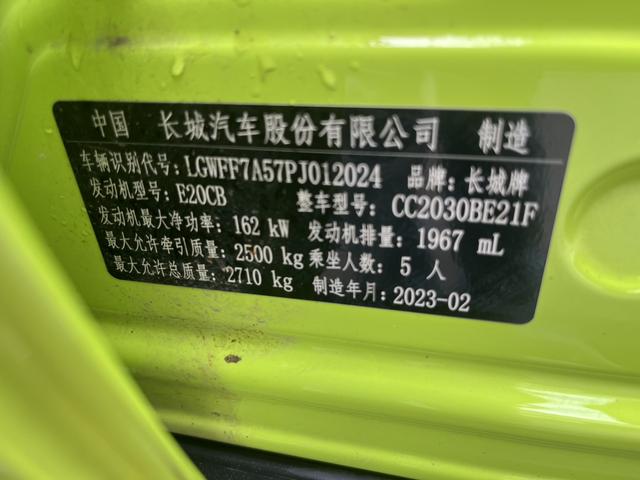 中国 长城汽车股份有限公司 制造
车辆识别代号: LGWFF7A57PJ012024 品牌: 长城牌
发动机型号: E20CB 整车型号: CC2030BE21F
发动机最大净功率: 162 kW 发动机排量: 1967 mL
最大允许牵引质量: 2500 kg 乘坐人数: 5 人
最大允许总质量: 2710 kg 制造年月: 2023-02